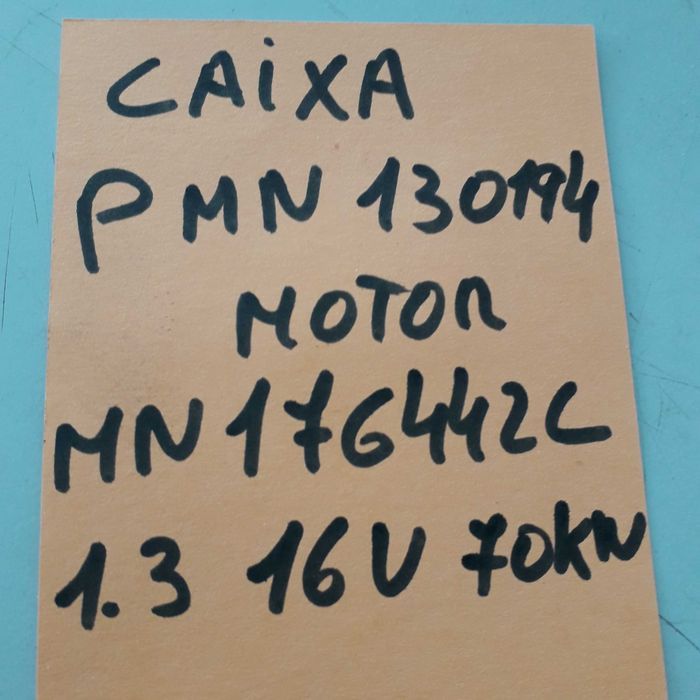 CAIXA
PMN 130194
MOTOR
MN176442C
1.3 16V 70KW